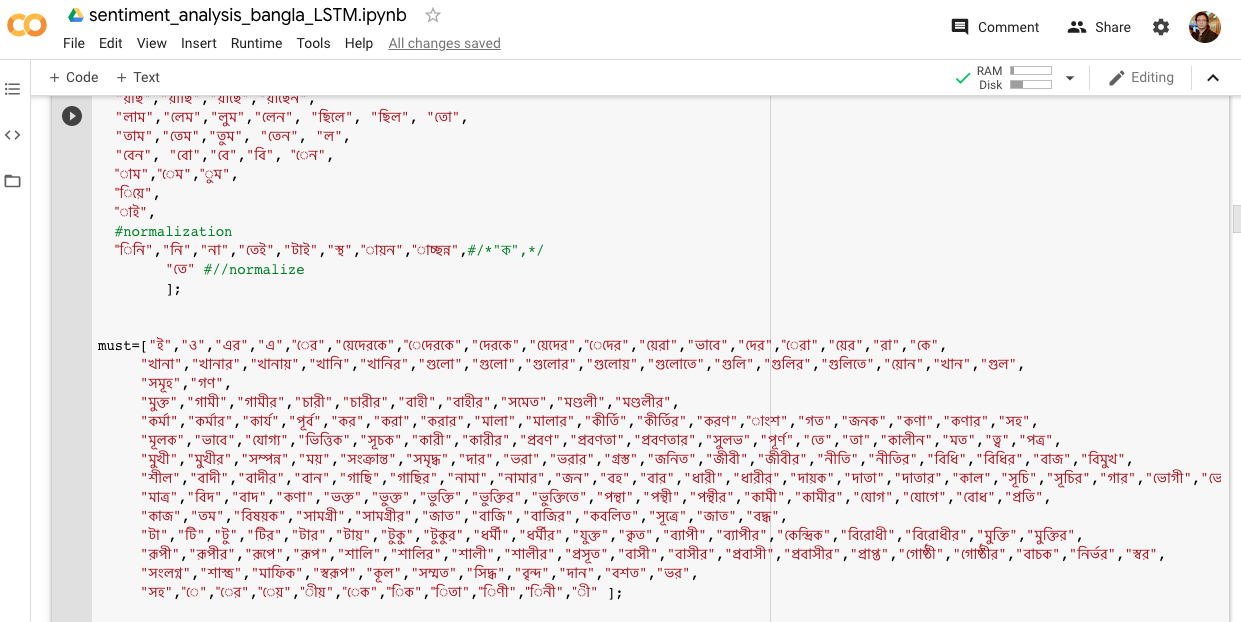 sentiment_analysis_bangla_LSTM.ipynb
File Edit View Insert Runtime Tools Help All changes saved
Comment Share
+ Code + Text
RAM
Disk
Editing
"য়াছ","য়াছি","য়াছে","য়াছেন",
"লাম","লেম","লুম","লেন", "ছিলে", "ছিল", "তো",
"তাম","তেম","তুম", "তেন", "ল",
"বেন", "বো","বে","বি", "েন",
"াম","েম","ুম",
"িয়ে",
"াই",
#normalization
"িনি","নি","না","তেই","টাই","স্থ","ায়ন","াচ্ছন্ন",#/*"ক",*/
"তে" #//normalize
];
must=["ই","ও","এর","এ","ের","য়েদেরকে","েদেরকে","দেরকে","য়েদের","েদের","য়েরা","ভাবে","দের","েরা","য়ের","রা","কে",
"খানা","খানার","খানায়","খানি","খানির","গুলো","গুলো","গুলোর","গুলোয়","গুলোতে","গুলি","গুলির","গুলিতে","য়োন","খান","গুল",
"সমূহ","গণ",
"মুক্ত","গামী","গামীর","চারী","চারীর","বাহী","বাহীর","সমেত","মণ্ডলী","মণ্ডলীর",
"কর্মা","কর্মার","কার্য","পূর্ব","কর","করা","করার","মালা","মালার","কীর্তি","কীর্তির","করণ","াংশ","গত","জনক","কণা","কণার","সহ",
"মূলক","ভাবে","যোগ্য","ভিত্তিক","সূচক","কারী","কারীর","প্রবণ","প্রবণতা","প্রবণতার","সুলভ","পূর্ণ","তে","তা","কালীন","মত","ত্ব","পত্র",
"মুখী","মুখীর","সম্পন্ন","ময়","সংক্রান্ত","সমৃদ্ধ","দার","ভরা","ভরার","গ্রস্ত","জনিত","জীবী","জীবীর","নীতি","নীতির","বিধি","বিধির","বাজ","বিমুখ",
"শীল","বাদী","বাদীর","বান","গাছি","গাছির","নামা","নামার","জন","বহ","বার","ধারী","ধারীর","দায়ক","দাতা","দাতার","কাল","সূচি","সূচির","গার","ভোগী","ভে
"মাত্র","বিদ","বাদ","কণা","ভক্ত","ভুক্ত","ভুক্তি","ভুক্তির","ভুক্তিতে","পন্থা","পন্থী","পন্থীর","কামী","কামীর","যোগ","যোগে","বোধ","প্রতি",
"কাজ","তম","বিষয়ক","সামগ্রী","সামগ্রীর","জাত","বাজি","বাজির","কবলিত","সূত্রে","জাত","বদ্ধ",
"টা","টি","টু","টির","টার","টায়","টুকু","টুকুর","ধর্মী","ধর্মীর","যুক্ত","কৃত","ব্যাপী","ব্যাপীর","কেন্দ্রিক","বিরোধী","বিরোধীর","মুক্তি","মুক্তির",
"রূপী","রূপীর","রূপে","রূপ","শালি","শালির","শালী","শালীর","প্রসূত","বাসী","বাসীর","প্রবাসী","প্রবাসীর","প্রাপ্ত","গোষ্ঠী","গোষ্ঠীর","বাচক","নির্ভর","স্বর",
"সংলগ্ন","শাস্ত্র","মাফিক","স্বরূপ","কূল","সম্মত","সিদ্ধ","বৃন্দ","দান","বশত","ভর",
"সহ","ে","ের","েয়","ীয়","েক","িক","িতা","িণী","িনী","ী" ];